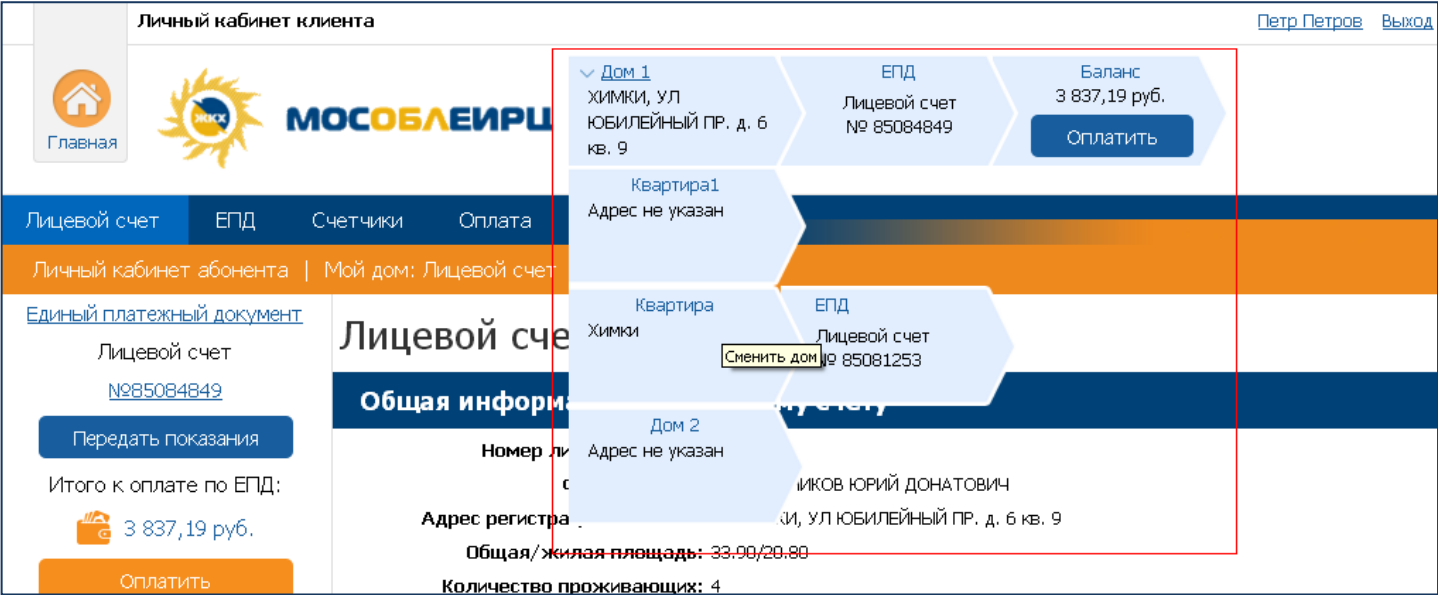 Личный кабинет клиента
Петр Петров Выход
Главная
ЖКХ
МОСОБЛЕИРЦ
Дом 1
ХИМКИ, УЛ
ЮБИЛЕЙНЫЙ ПР. д. 6
кв. 9
ЕПД
Лицевой счет
№ 85084849
Баланс
3 837,19 руб.
Оплатить
Квартира1
Адрес не указан
Лицевой счет ЕПД Счетчики Оплата
Личный кабинет абонента | Мой дом: Лицевой счет
Квартира
Химки
ЕПД
Лицевой счет
№ 85081253
Сменить дом
Дом 2
Адрес не указан
Единый платежный документ
Лицевой счет
№85084849
Передать показания
Итого к оплате по ЕПД:
3 837,19 руб.
Оплатить
Лицевой сче
Общая информа
Номер ли
ИКОВ ЮРИЙ ДОНАТОВИЧ
Адрес регистра КИ, УЛ ЮБИЛЕЙНЫЙ ПР. д. 6 кв. 9
Общая/жилая площадь: 33.90/20.80
Количество проживающих: 4